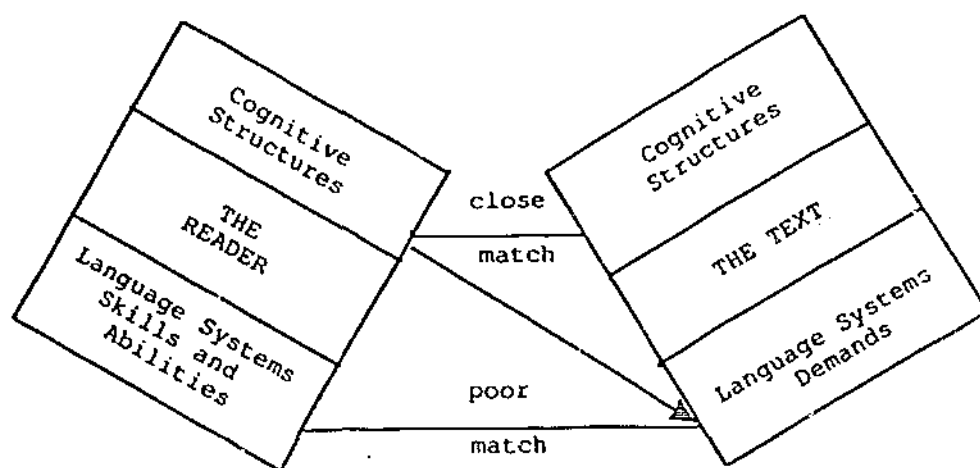 Cognitive
Structures
THE
READER
Language Systems
Skills and
Abilities
close
match
poor
match
Cognitive
Structures
THE TEXT
Language Systems
Demands